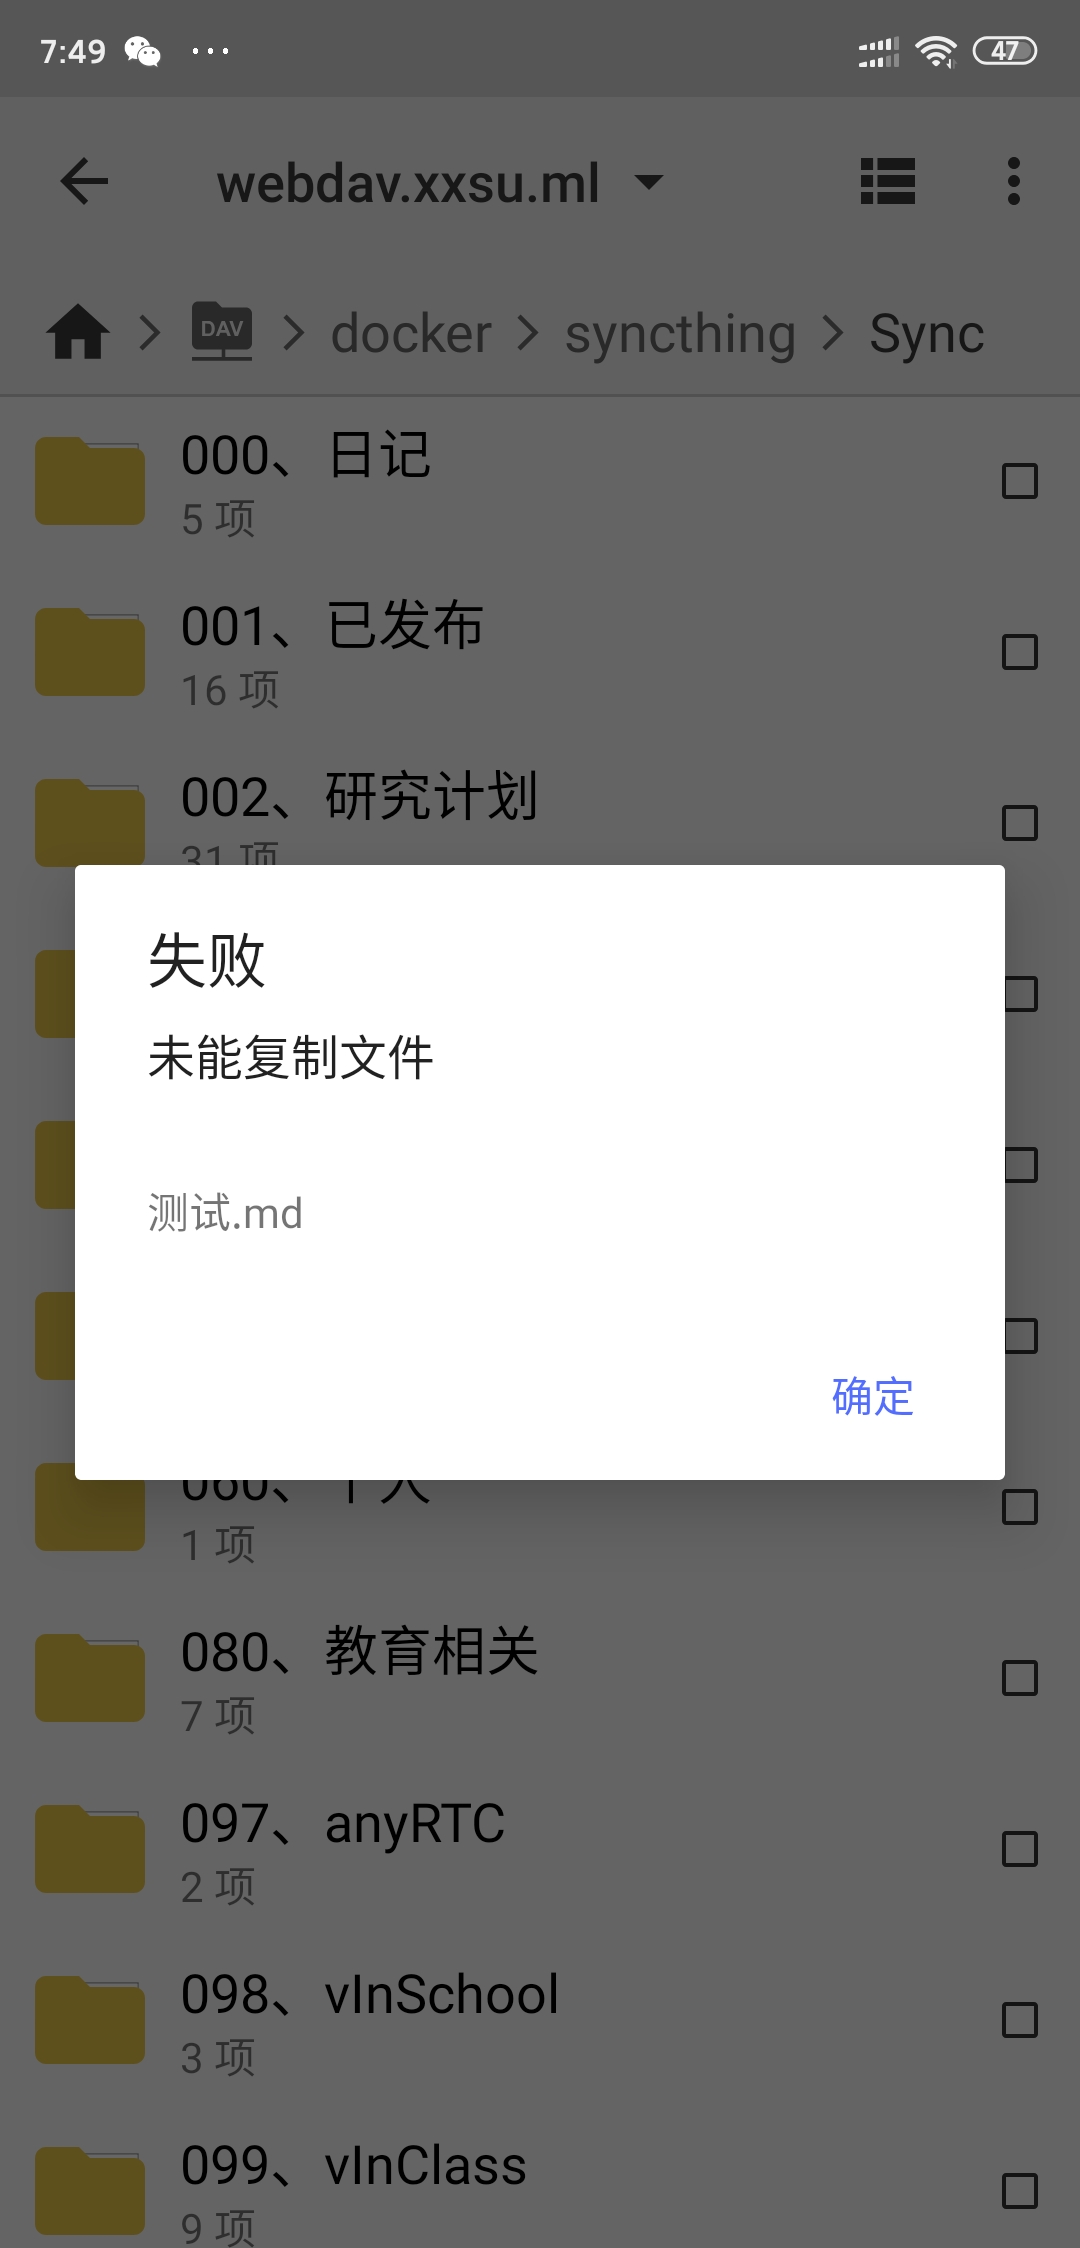 7:49
47
webdav.xxsu.ml
DAV
docker
syncthing
Sync
000、日记
5 项
001、已发布
16 项
002、研究计划
31 项
失败
未能复制文件
测试.md
确定
060、个人
1 项
080、教育相关
7 项
097、anyRTC
2 项
098、vInSchool
3 项
099、vInClass
9 项